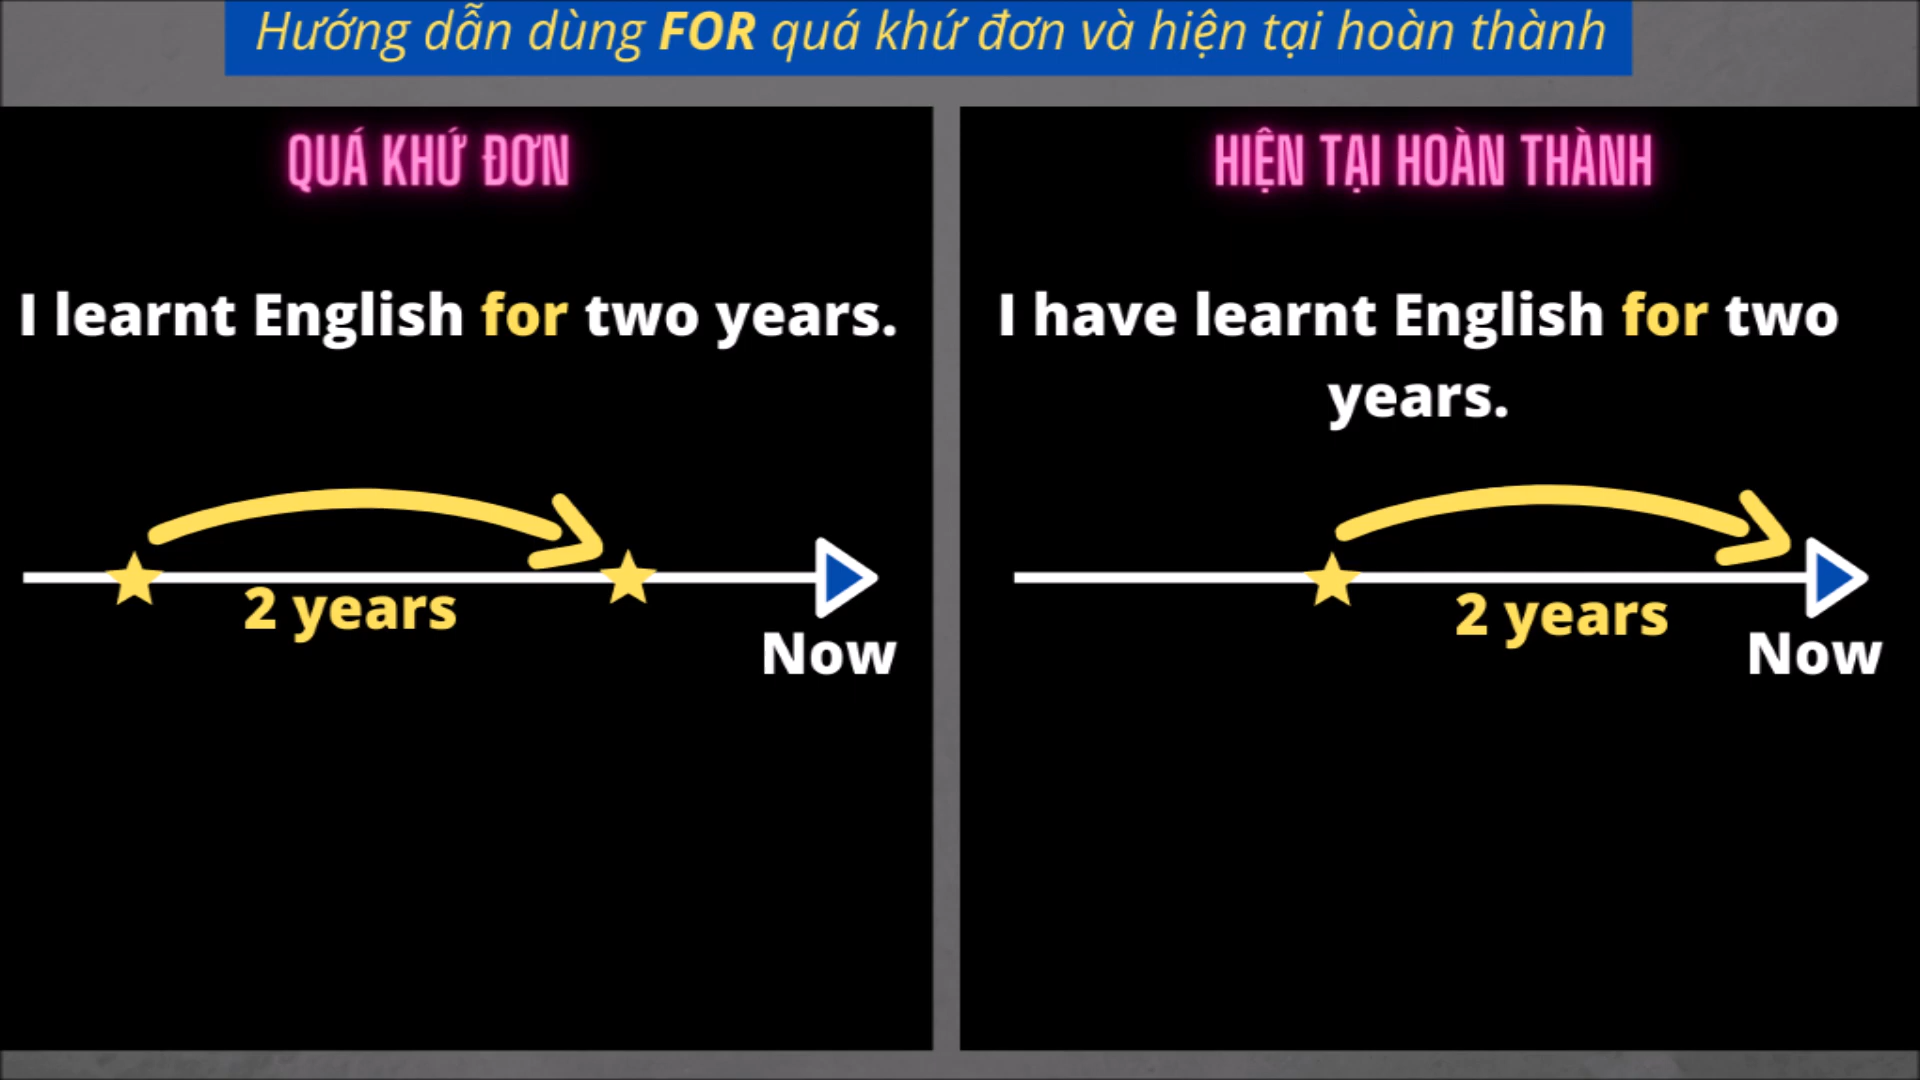 Hướng dẫn dùng FOR quá khứ đơn và hiện tại hoàn thành
QUÁ KHỨ ĐƠN
I learnt English for two years.
2 years
Now
HIỆN TẠI HOÀN THÀNH
I have learnt English for two
years.
2 years
Now